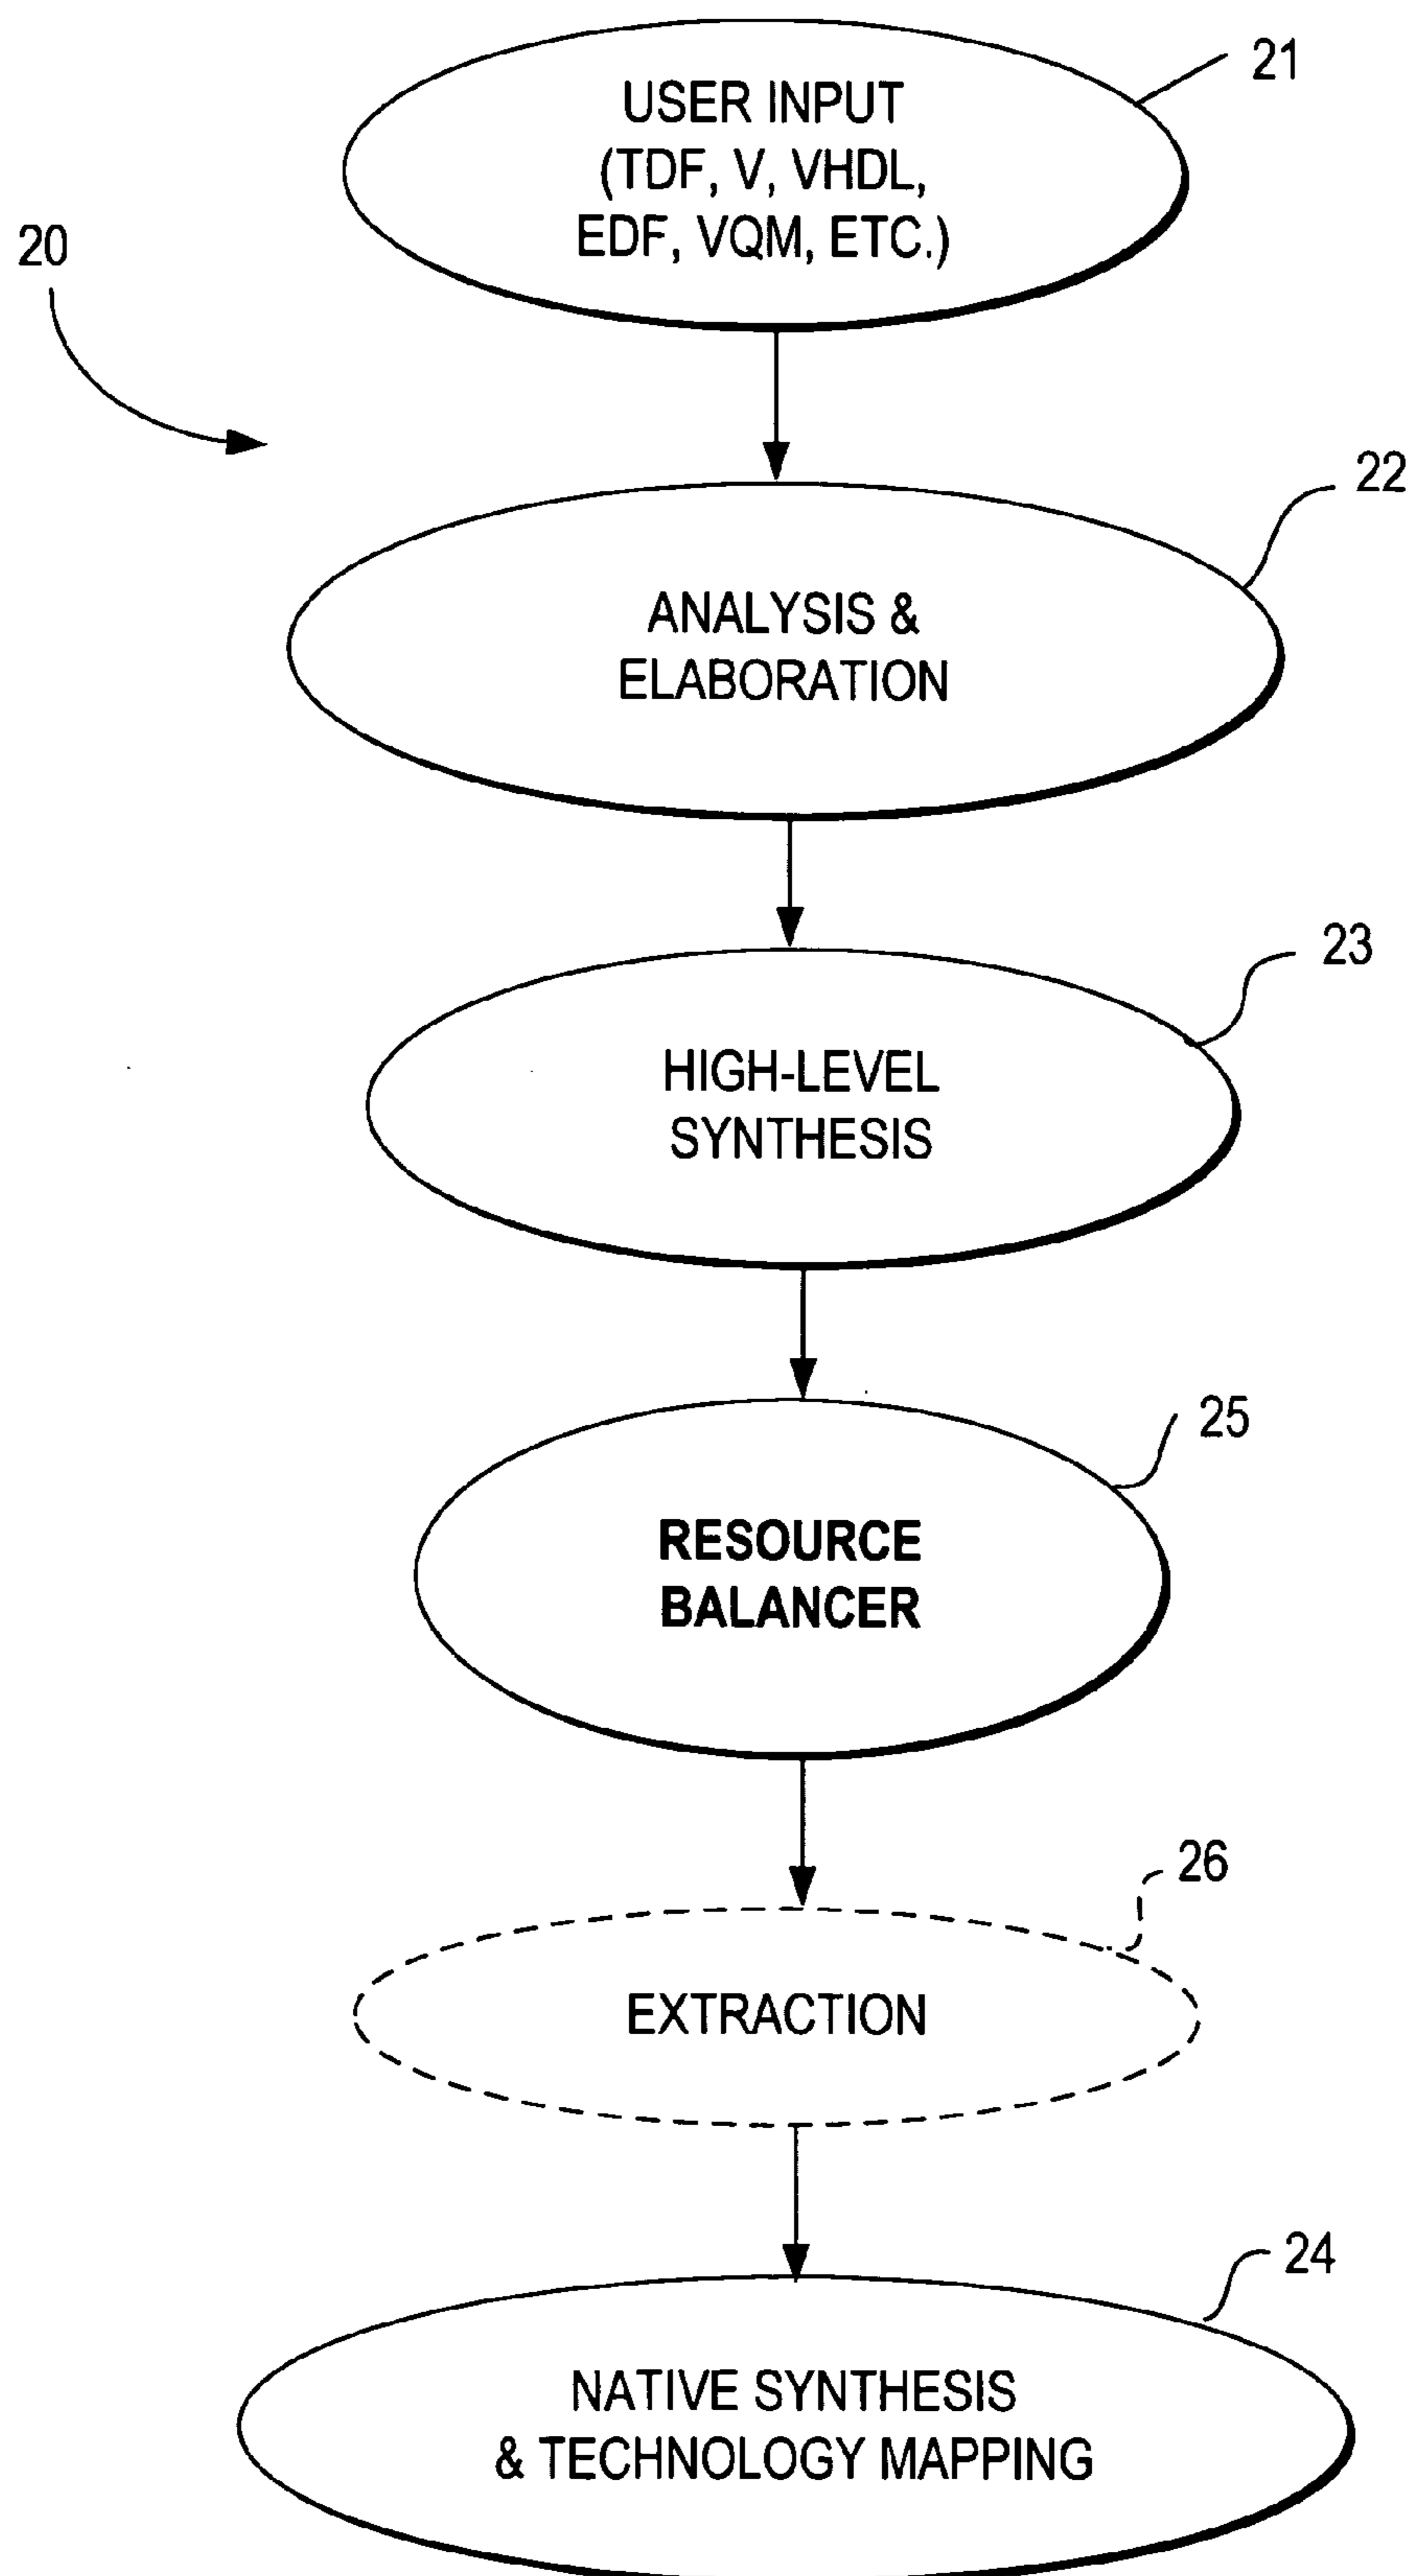 21
USER INPUT
(TDF, V, VHDL,
EDF, VQM, ETC.)
20
22
ANALYSIS &
ELABORATION
23
HIGH-LEVEL
SYNTHESIS
25
RESOURCE
BALANCER
26
EXTRACTION
24
NATIVE SYNTHESIS
& TECHNOLOGY MAPPING